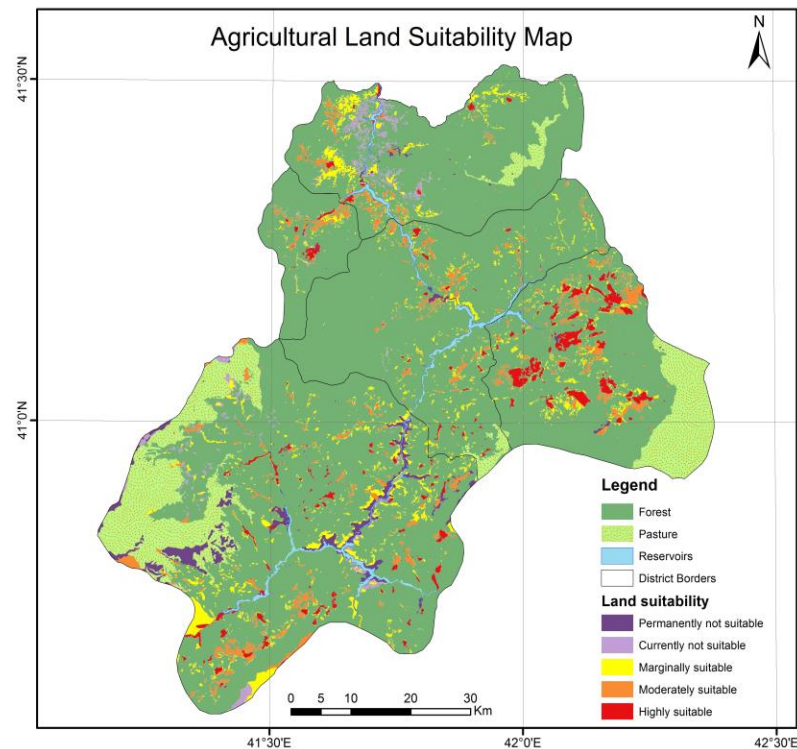 Agricultural Land Suitability Map
N
41°30'N
41°0'N
Legend
Forest
Pasture
Reservoirs
District Borders
Land suitability
Permanently not suitable
Currently not suitable
Marginally suitable
Moderately suitable
Highly suitable
0 5 10 20 30
Km
41°30'0"E
42°0'E
42°30'E